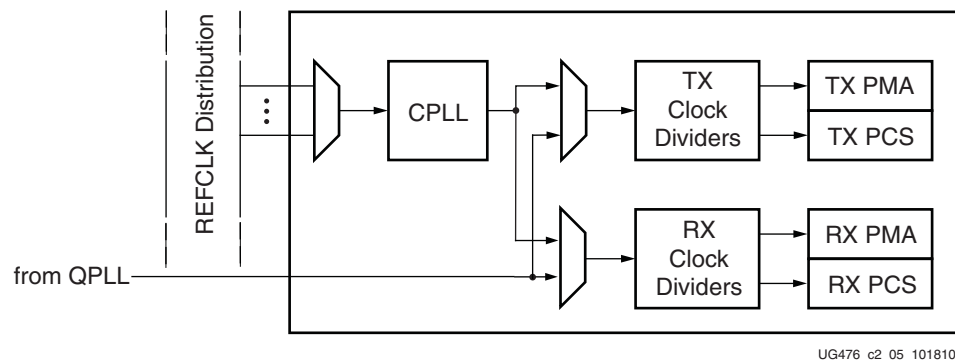 REFCLK Distribution
CPLL
TX
Clock
Dividers
TX PMA
TX PCS
RX
Clock
Dividers
RX PMA
RX PCS
from QPLL
UG476_c2_05_101810